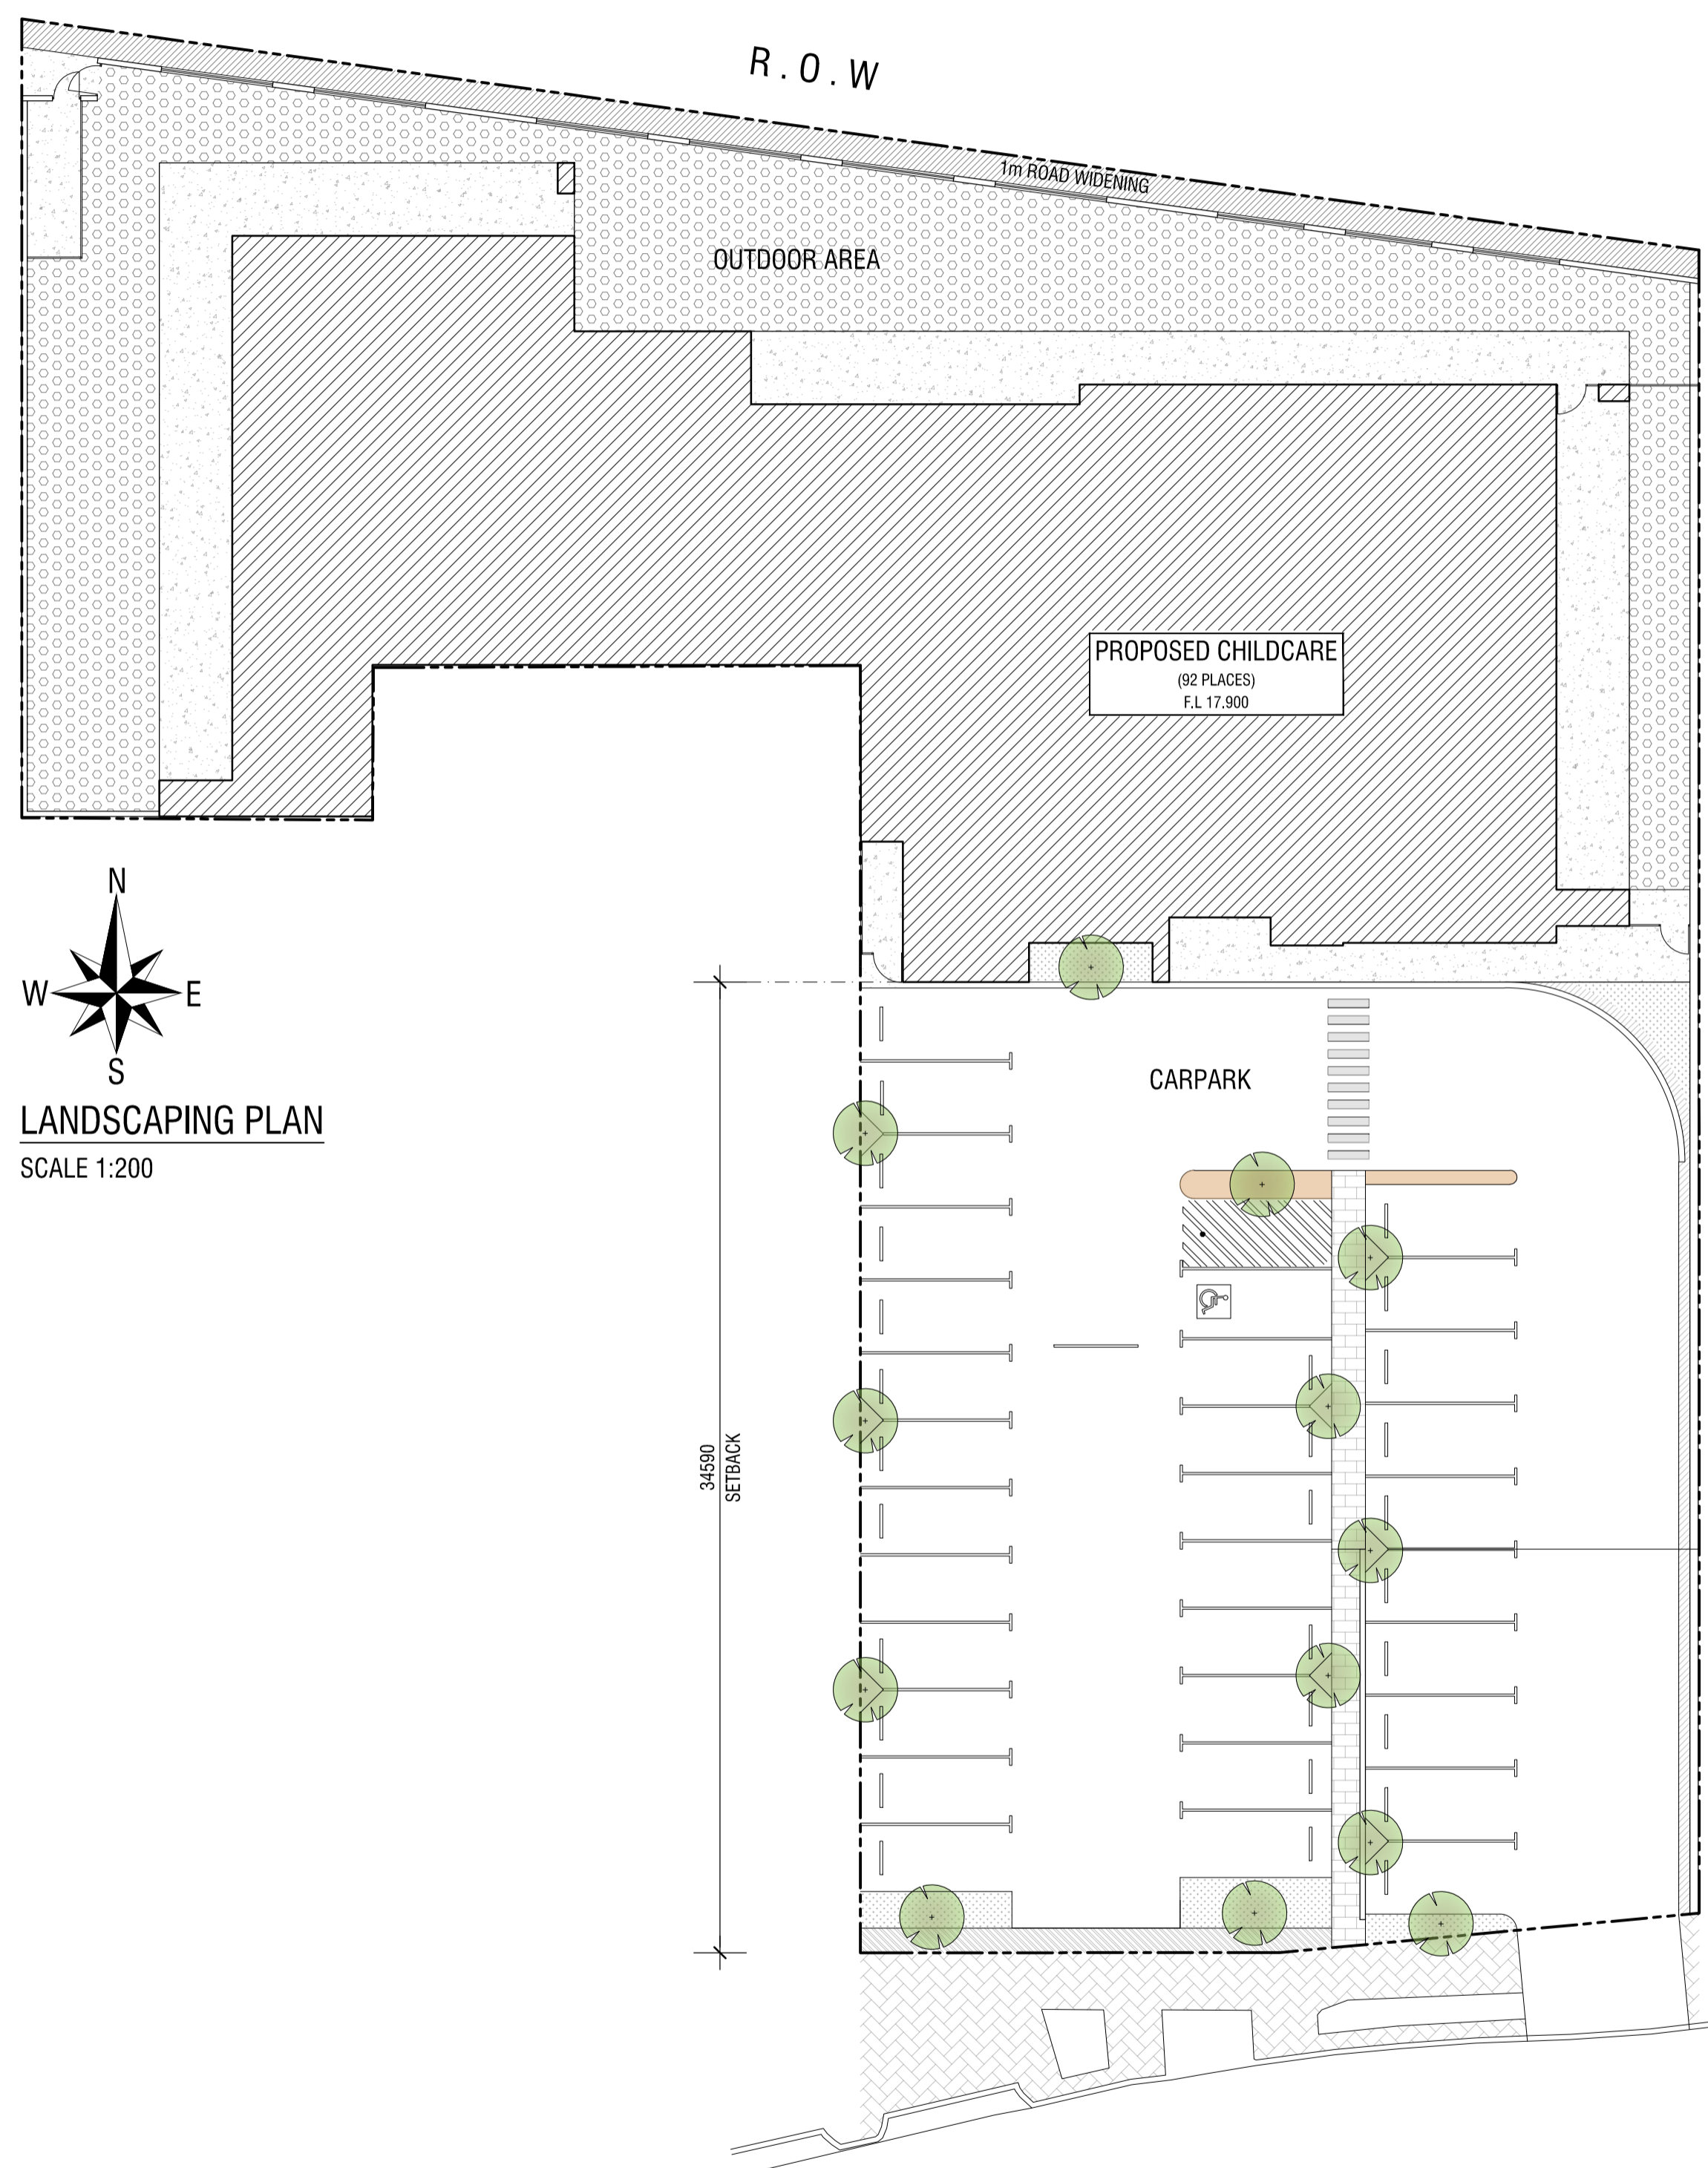 R.O.W
1m ROAD WIDENING
OUTDOOR AREA
PROPOSED CHILDCARE
(92 PLACES)
F.L 17.900
N
W
E
S
LANDSCAPING PLAN
SCALE 1:200
CARPARK
34590
SETBACK